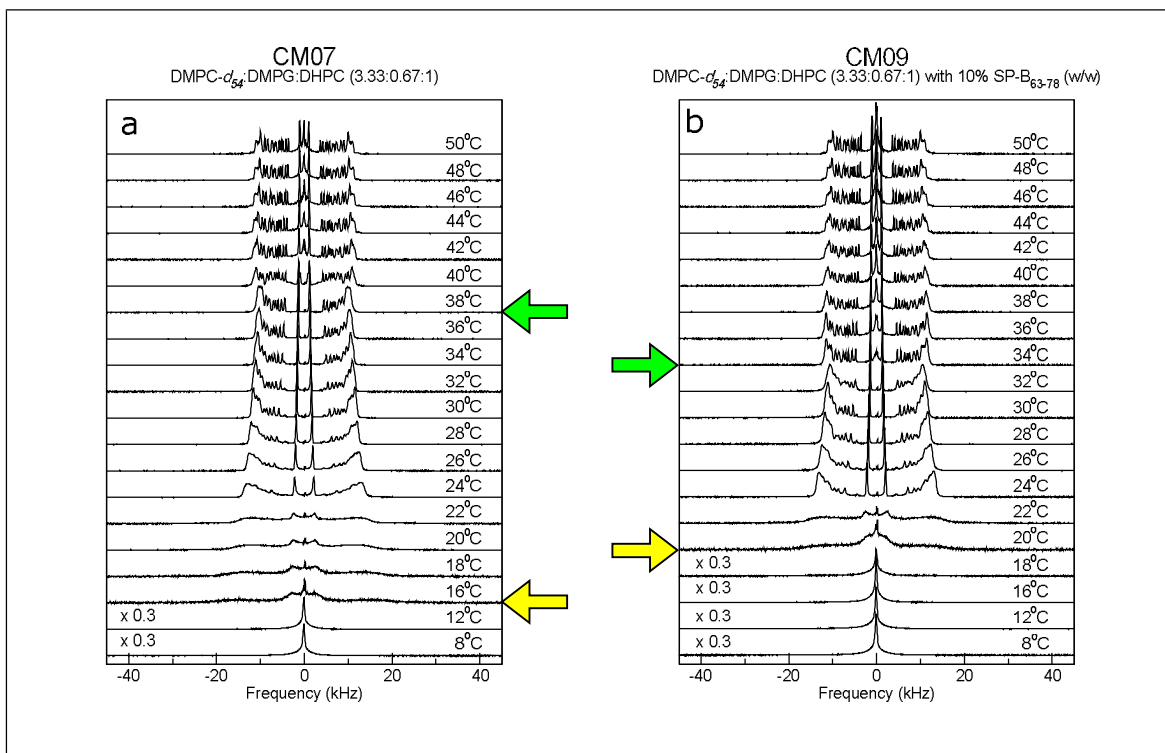 CM07
DMPC-d54:DMPG:DHPC (3.33:0.67:1)
a
50°C
48°C
46°C
44°C
42°C
40°C
38°C
36°C
34°C
32°C
30°C
28°C
26°C
24°C
22°C
20°C
18°C
16°C
x 0.3 12°C
x 0.3 8°C
-40 -20 0 20 40
Frequency (kHz)
CM09
DMPC-d54:DMPG:DHPC (3.33:0.67:1) with 10% SP-B63-78 (w/w)
b
50°C
48°C
46°C
44°C
42°C
40°C
38°C
36°C
34°C
32°C
30°C
28°C
26°C
24°C
22°C
20°C
x 0.3 18°C
x 0.3 16°C
x 0.3 12°C
x 0.3 8°C
-40 -20 0 20 40
Frequency (kHz)